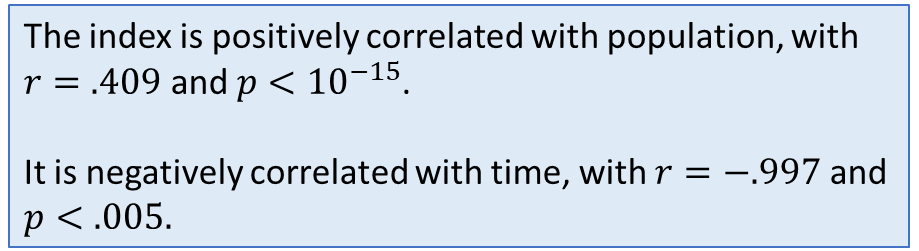 The index is positively correlated with population, with
r = .409 and p < 10⁻¹⁵.
It is negatively correlated with time, with r = −.997 and
p < .005.